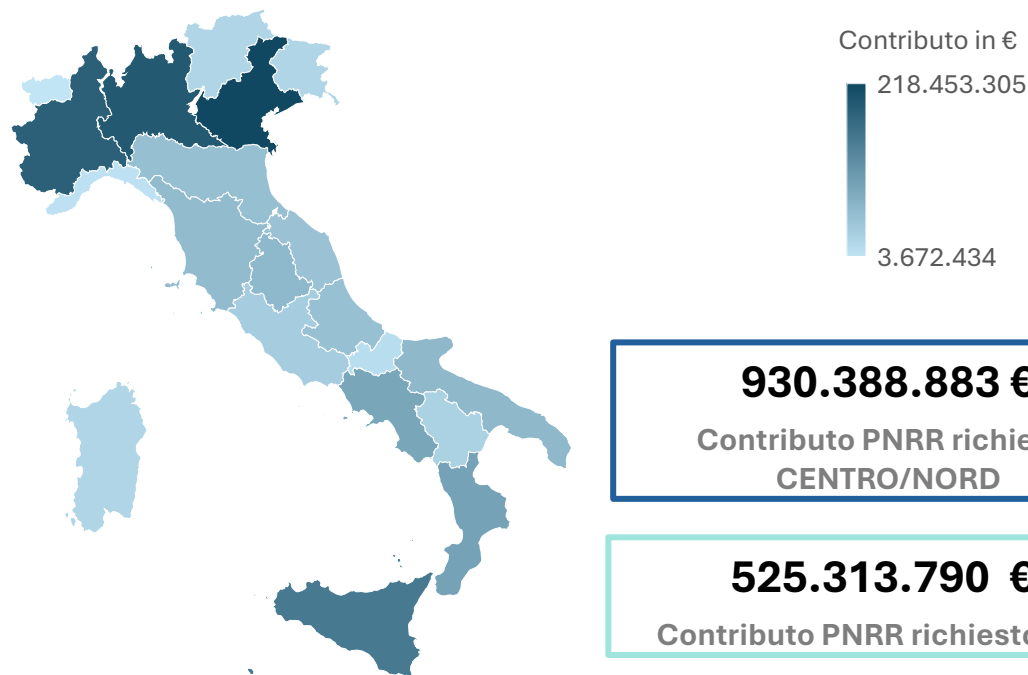 Contributo in €
218.453.305
3.672.434
930.388.883 €
Contributo PNRR
CENTRO/NORD
525.313.790 €
Contributo PNRR richiesto